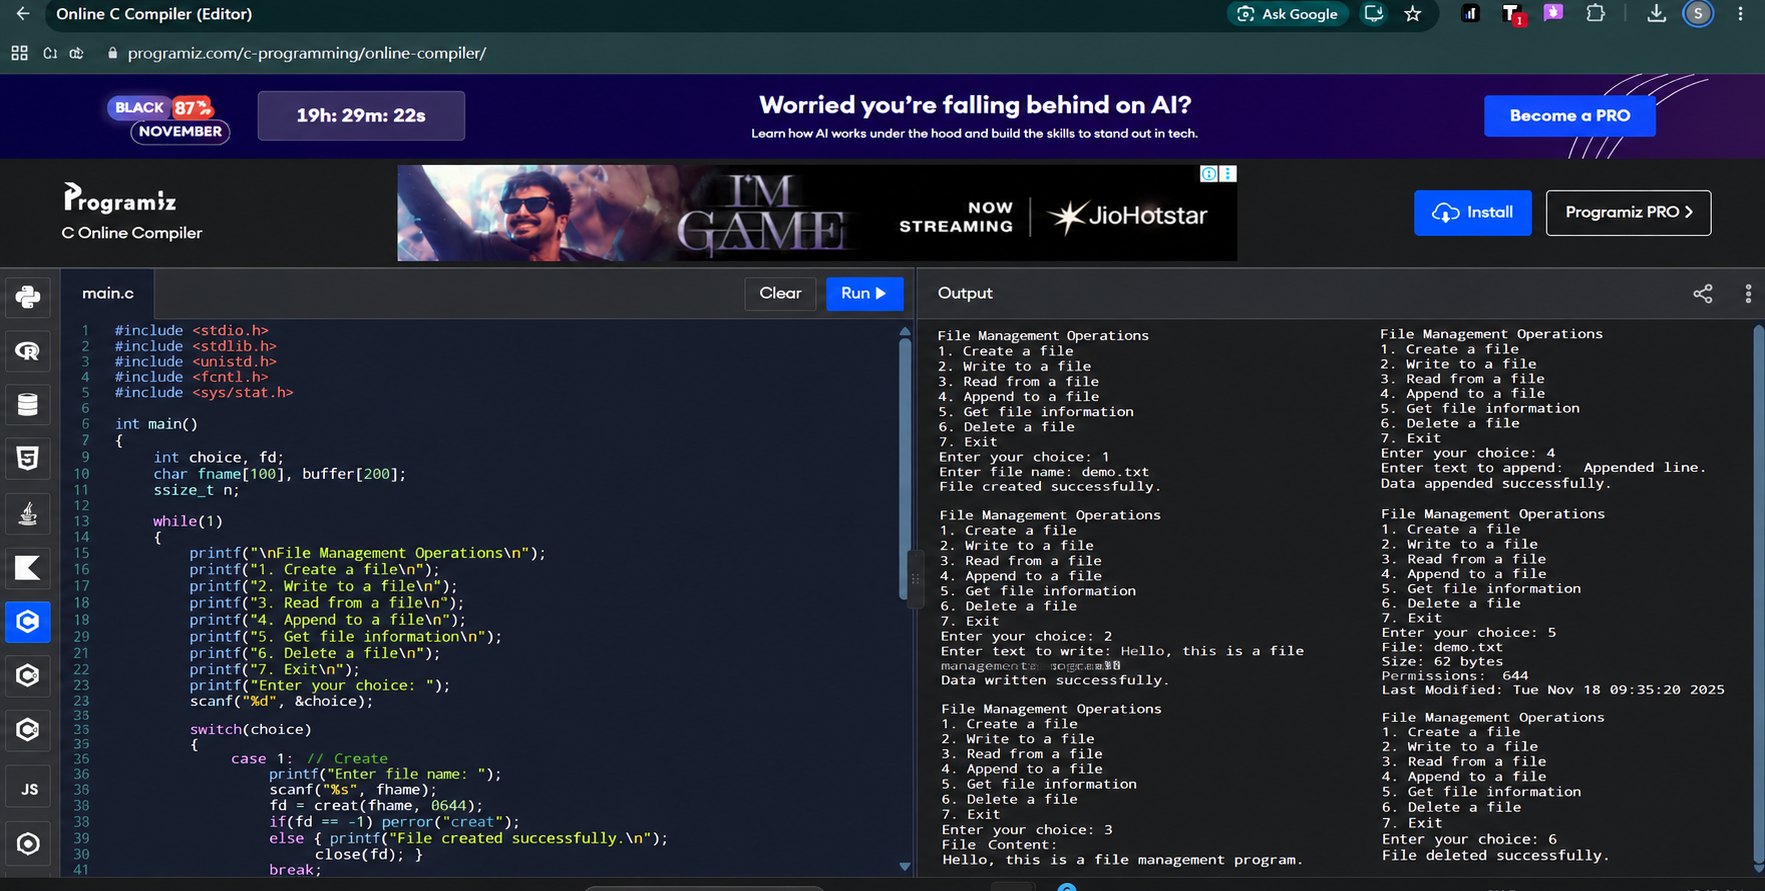 Online C Compiler (Editor)
Ask Google
1
S
programiz.com/c-programming/online-compiler/
BLACK 87%
NOVEMBER
19h: 29m: 22s
Worried you're falling behind on AI?
Learn how AI works under the hood and build the skills to stand out in tech.
Become a PRO
Programiz
C Online Compiler
I'M
GAME
NOW
STREAMING
JioHotstar
Install
Programiz PRO
main.c
Clear
Run
JS
1 #include <stdio.h>
2 #include <stdlib.h>
3 #include <unistd.h>
4 #include <fcntl.h>
5 #include <sys/stat.h>
6
6 int main()
7 {
9 int choice, fd;
10 char fname[100], buffer[200];
11 ssize_t n;
12
13 while(1)
14 {
15 printf("\nFile Management Operations\n");
16 printf("1. Create a file\n");
17 printf("2. Write to a file\n");
18 printf("3. Read from a file\n");
18 printf("4. Append to a file\n");
29 printf("5. Get file information\n");
21 printf("6. Delete a file\n");
22 printf("7. Exit\n");
23 printf("Enter your choice: ");
23 scanf("%d", &choice);
38
36 switch(choice)
35 {
36 case 1: // Create
36 printf("Enter file name: ");
38 scanf("%s", fhame);
38 fd = creat(fhame, 0644);
38 if(fd == -1) perror("creat");
39 else { printf("File created successfully.\n");
30 close(fd); }
41 break;
Output
File Management Operations
1. Create a file
2. Write to a file
3. Read from a file
4. Append to a file
5. Get file information
6. Delete a file
7. Exit
Enter your choice: 1
Enter file name: demo.txt
File created successfully.
File Management Operations
1. Create a file
2. Write to a file
3. Read from a file
4. Append to a file
5. Get file information
6. Delete a file
7. Exit
Enter your choice: 2
Enter text to write: Hello, this is a file
Data written successfully.
File Management Operations
1. Create a file
2. Write to a file
3. Read from a file
4. Append to a file
5. Get file information
6. Delete a file
7. Exit
Enter your choice: 3
File Content:
Hello, this is a file management program.
File Management Operations
1. Create a file
2. Write to a file
3. Read from a file
4. Append to a file
5. Get file information
6. Delete a file
7. Exit
Enter your choice: 4
Enter text to append: Appended line.
Data appended successfully.
File Management Operations
1. Create a file
2. Write to a file
3. Read from a file
4. Append to a file
5. Get file information
6. Delete a file
7. Exit
Enter your choice: 5
File: demo.txt
Size: 62 bytes
Permissions: 644
Last Modified: Tue Nov 18 09:35:20 2025
File Management Operations
1. Create a file
2. Write to a file
3. Read from a file
4. Append to a file
5. Get file information
6. Delete a file
7. Exit
Enter your choice: 6
File deleted successfully.